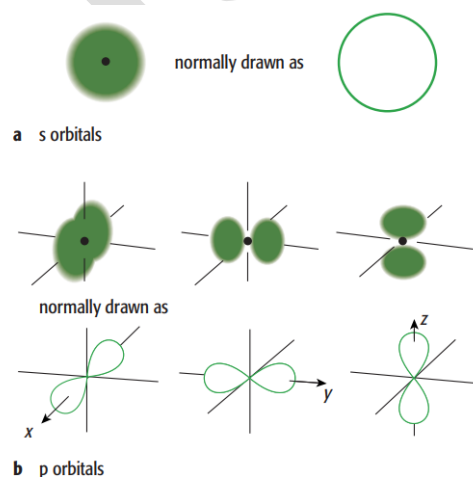 normally drawn as
a s orbitals
normally drawn as
x
y
z
b p orbitals